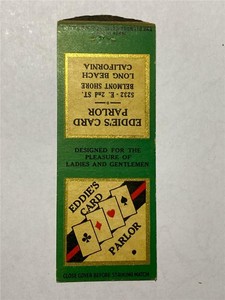 EDDIE'S CARD
PARLOR
5232 - E. 2nd ST.
BELMONT SHORE
LONG BEACH
CALIFORNIA
DESIGNED FOR THE
PLEASURE OF
LADIES AND GENTLEMEN
EDDIE'S
CARD
PARLOR
CLOSE COVER BEFORE STRIKING MATCH